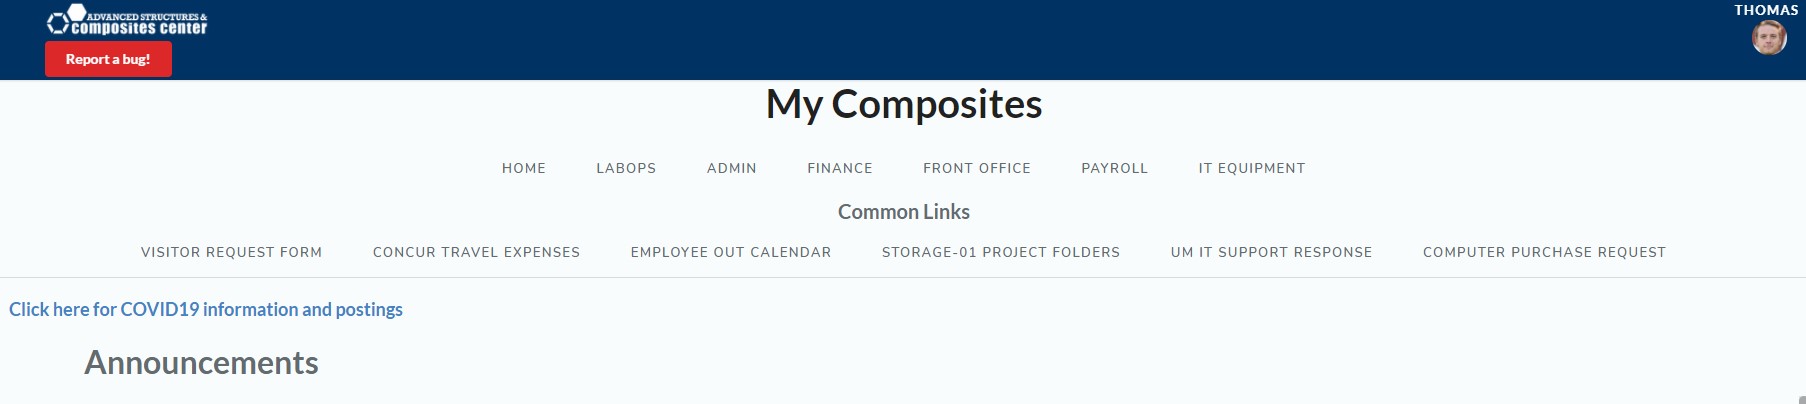 ADVANCED STRUCTURES &
composites center
THOMAS
Report a bug!
My Composites
HOME LABOPS ADMIN FINANCE FRONT OFFICE PAYROLL IT EQUIPMENT
Common Links
VISITOR REQUEST FORM CONCUR TRAVEL EXPENSES EMPLOYEE OUT CALENDAR STORAGE-01 PROJECT FOLDERS UM IT SUPPORT RESPONSE COMPUTER PURCHASE REQUEST
Click here for COVID19 information and postings
Announcements